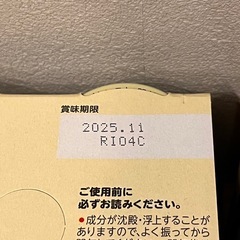 賞味期限
2025.11
RI04C
ご使用前に
必ずお読みください。
●成分が沈殿・浮上することが
ありますので、よく振ってから